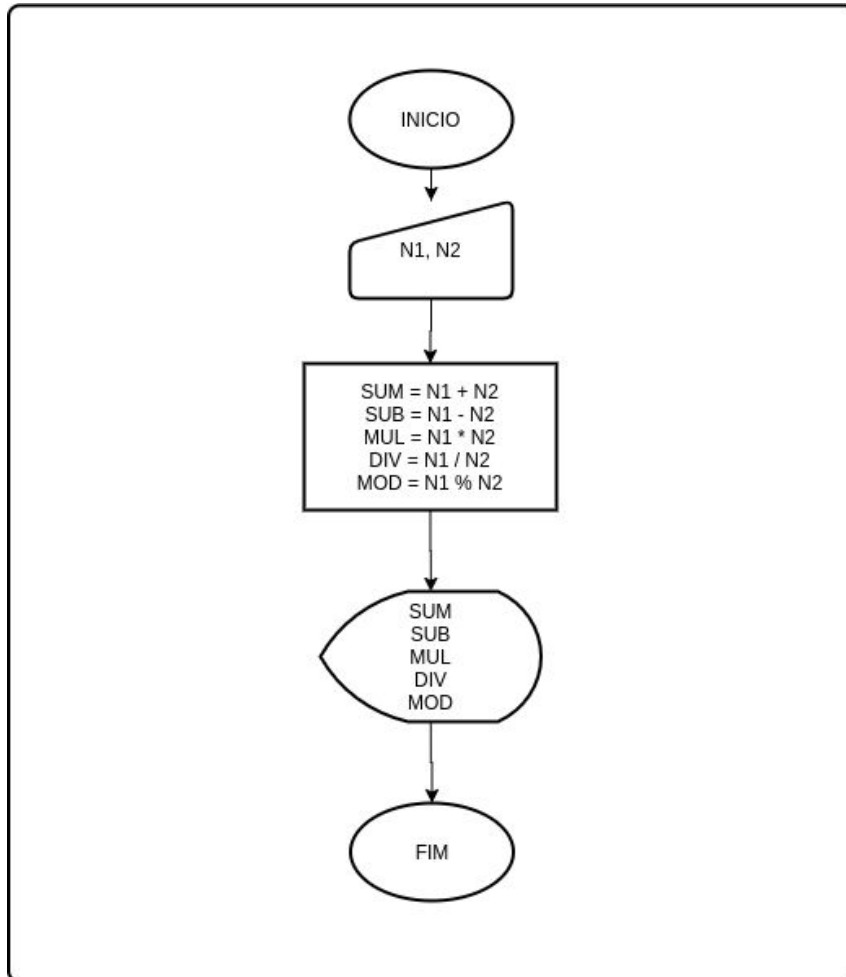 INICIO
N1, N2
SUM = N1 + N2
SUB = N1 - N2
MUL = N1 * N2
DIV = N1 / N2
MOD = N1 % N2
SUM
SUB
MUL
DIV
MOD
FIM